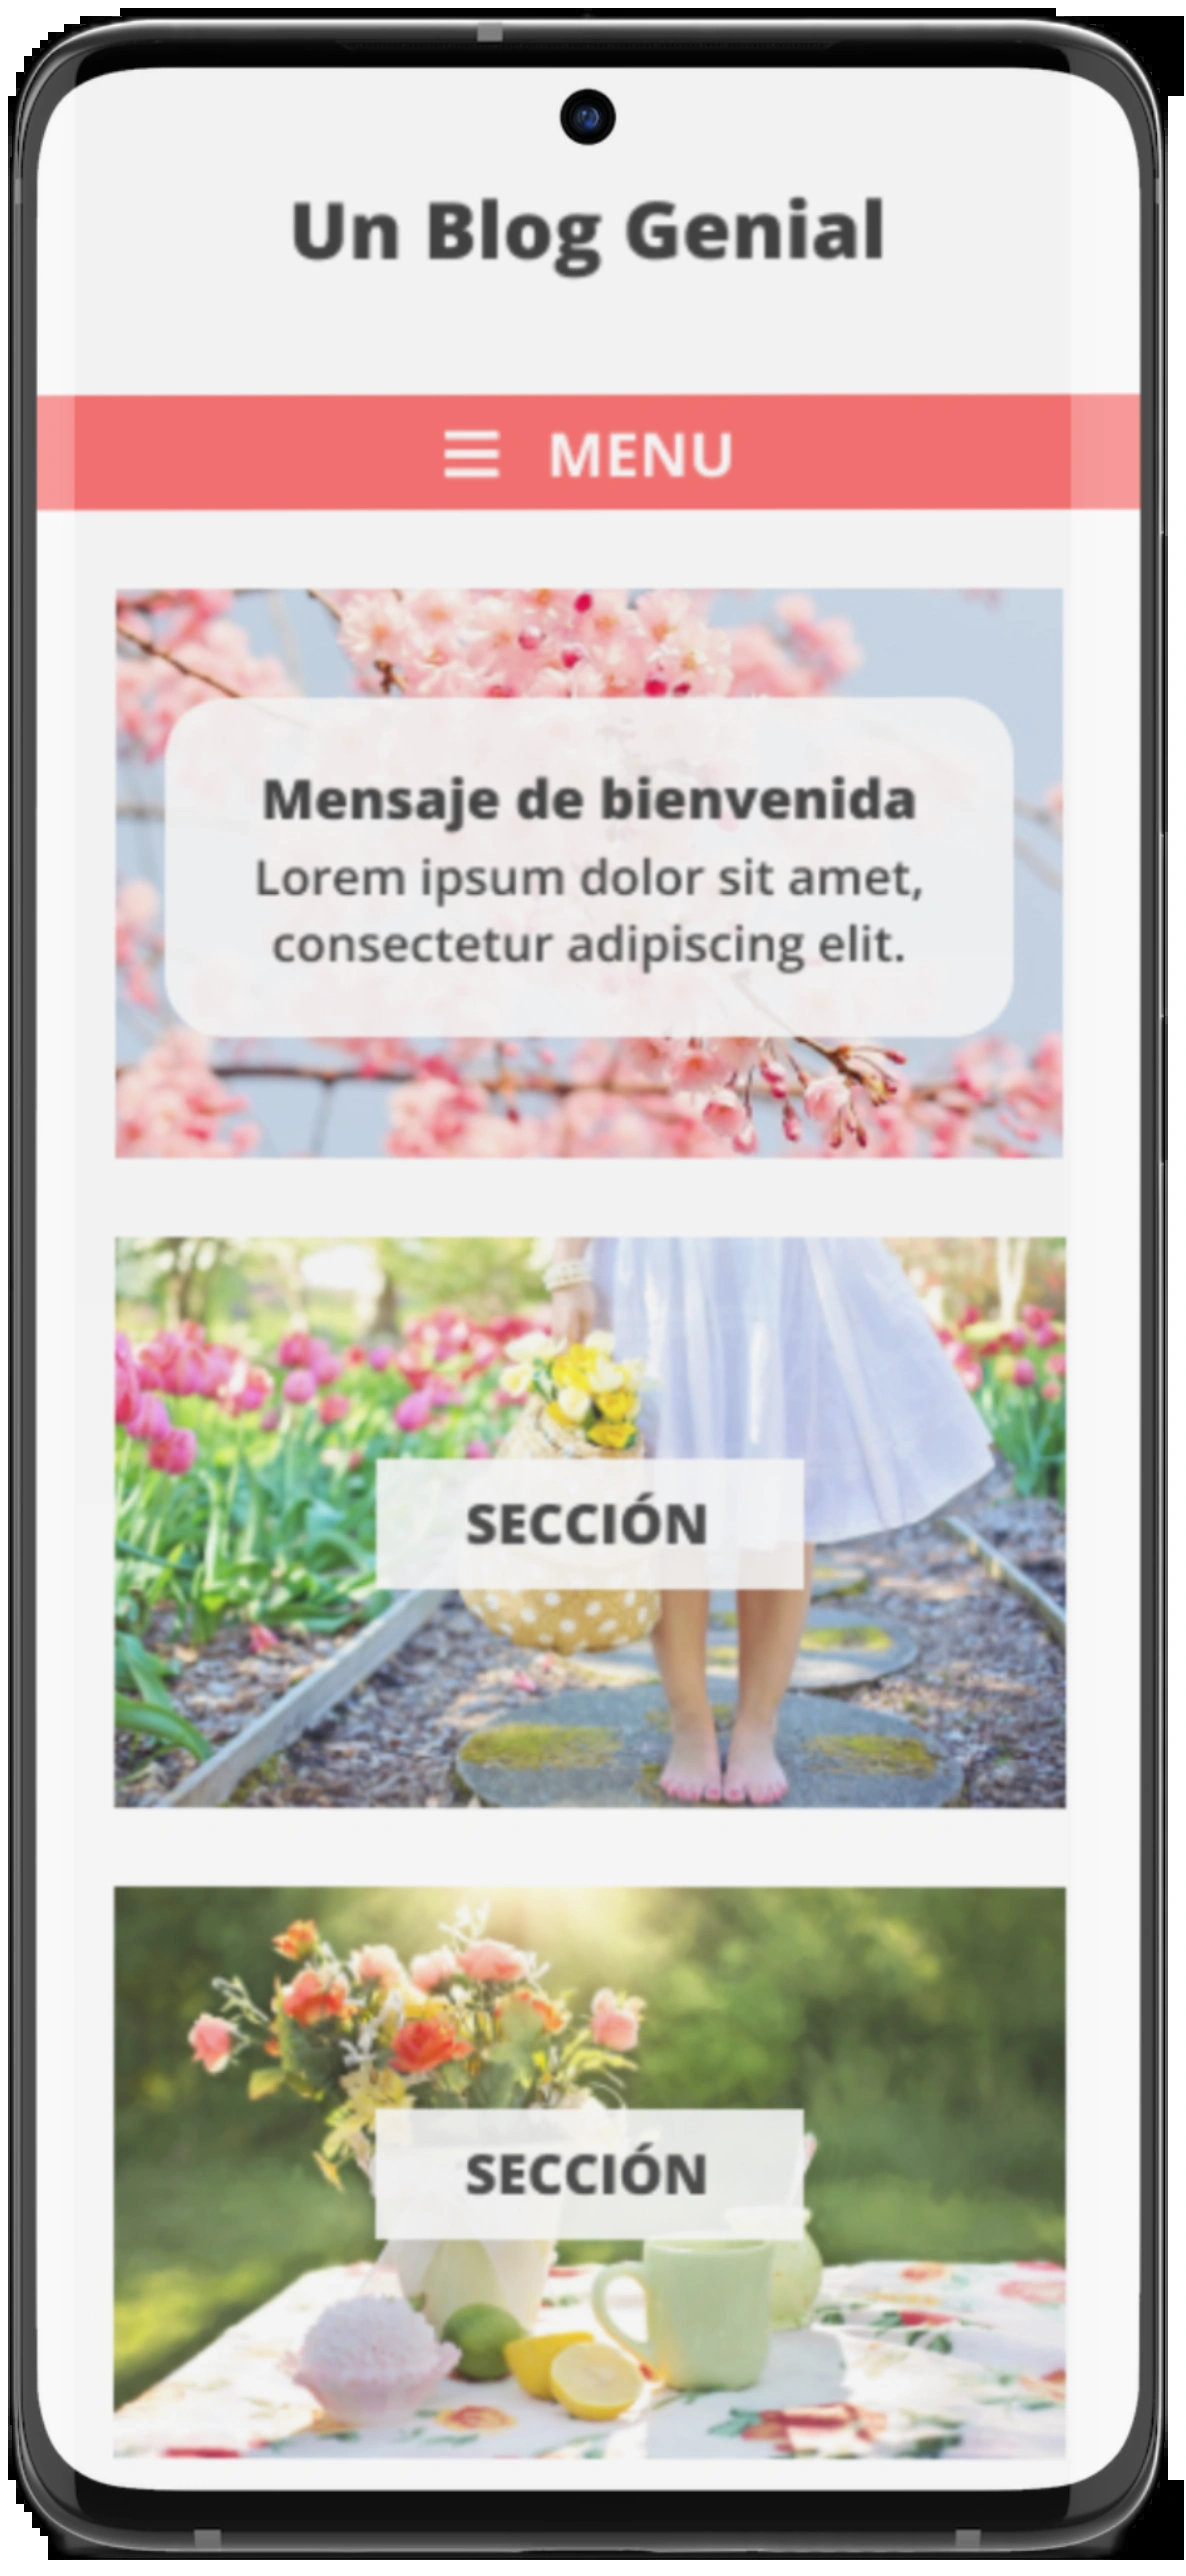 Un Blog Genial
MENU
Mensaje de bienvenida
Lorem ipsum dolor sit amet,
consectetur adipiscing elit.
SECCIÓN
SECCIÓN